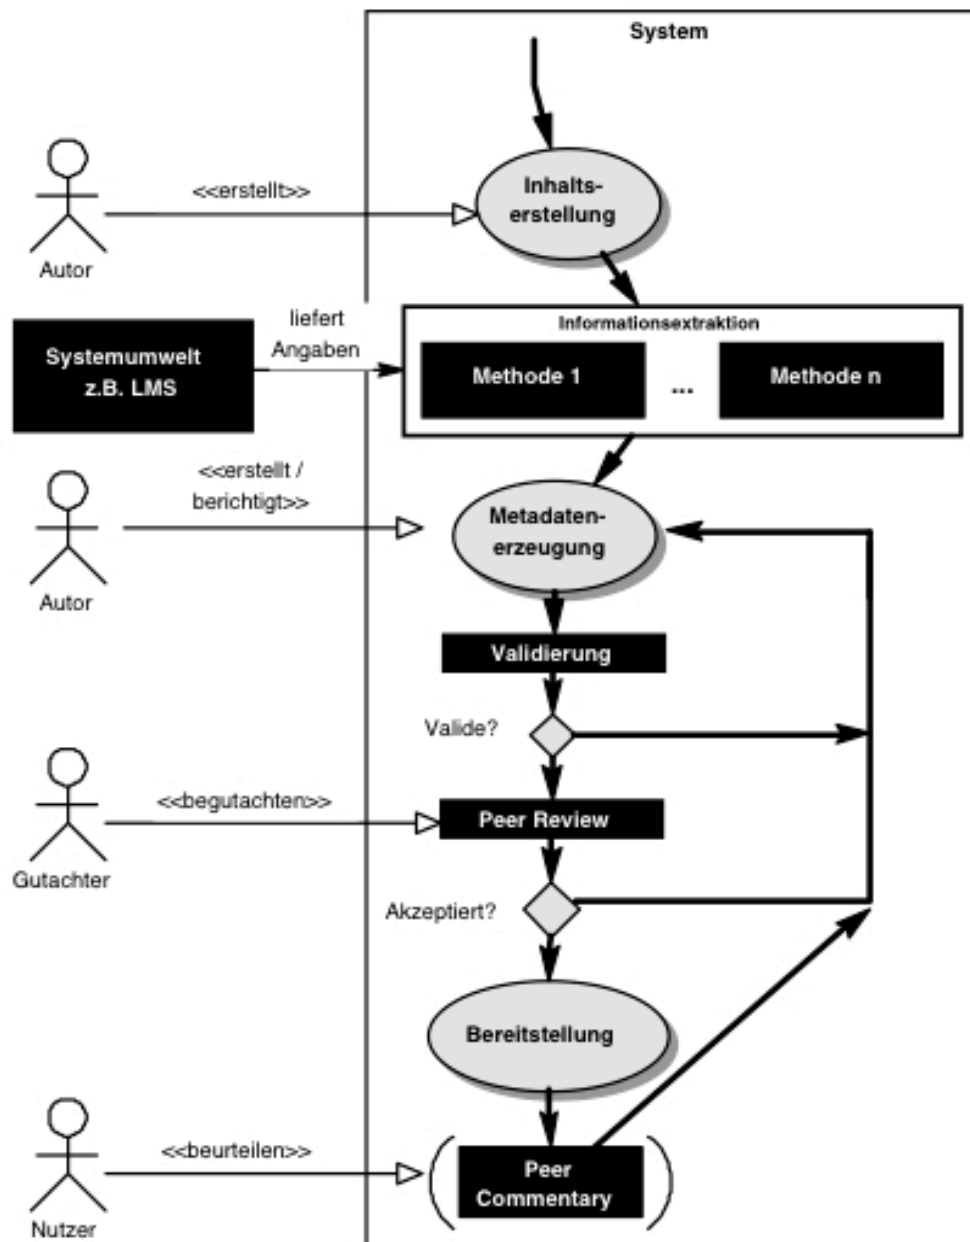 System
Inhalts-
erstellung
<<erstellt>>
Autor
Systemumwelt
z.B. LMS
liefert
Angaben
Informationsextraktion
Methode 1
...
Methode n
<<erstellt /
berichtigt>>
Autor
Metadaten-
erzeugung
Validierung
Valide?
<<begutachten>>
Gutachter
Peer Review
Akzeptiert?
Bereitstellung
<<beurteilen>>
Nutzer
Peer
Commentary